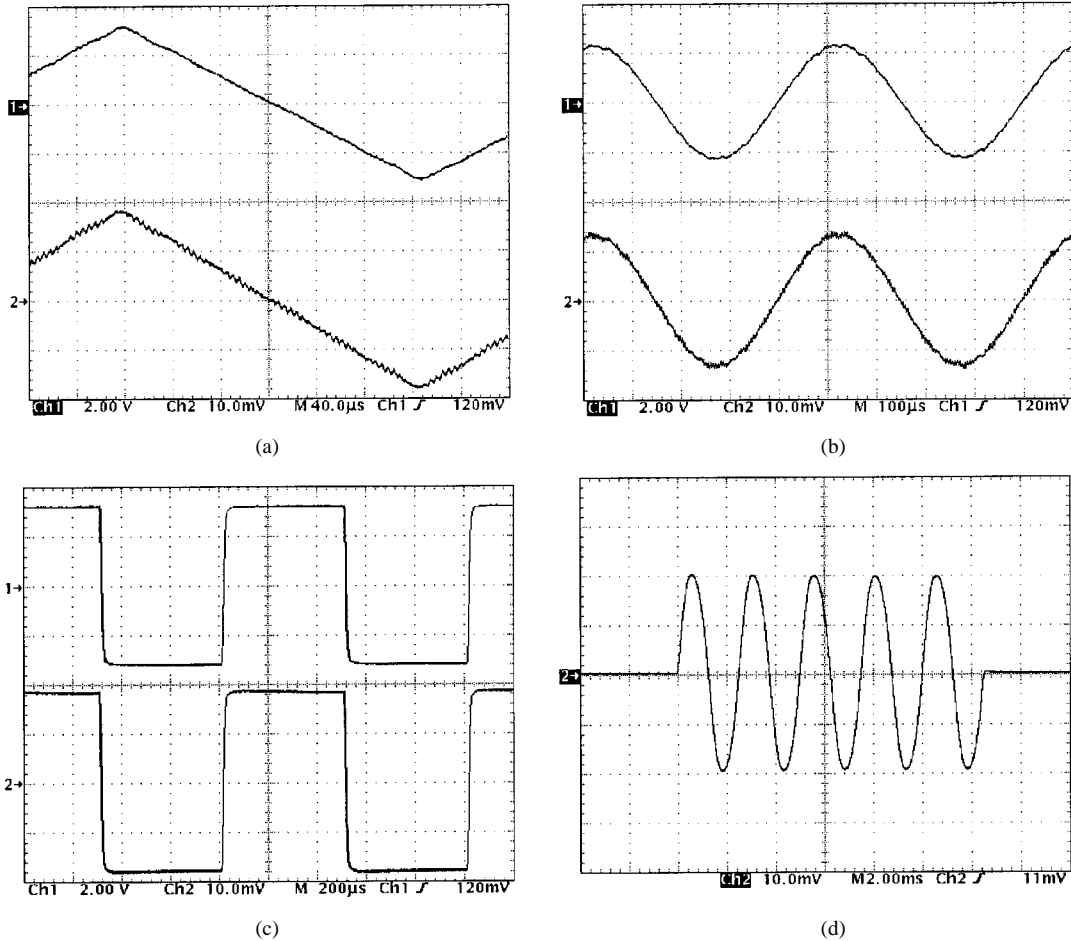 1→
2→
Ch1 2.00 V Ch2 10.0mV M 40.0µs Ch1 ƒ 120mV
(a)
1→
2→
Ch1 2.00 V Ch2 10.0mV M 100µs Ch1 ƒ 120mV
(b)
1→
2→
Ch1 2.00 V Ch2 10.0mV M 200µs Ch1 ƒ 120mV
(c)
2→
Ch2 10.0mV M2.00ms Ch2 ƒ 11mV
(d)